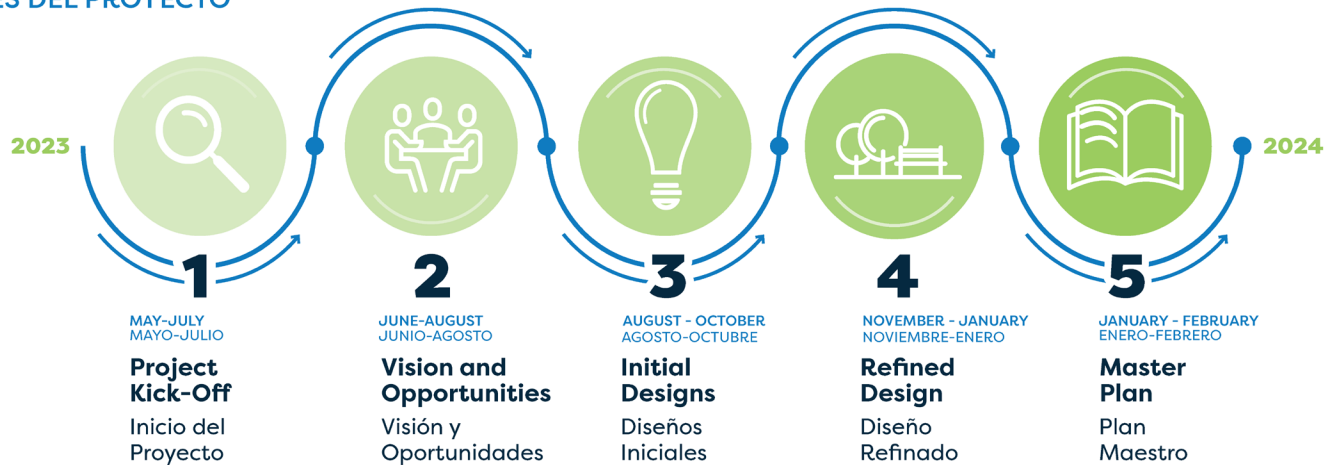 DEL PROYECTO
2023
2024
1
MAY-JULY
MAYO-JULIO
Project
Kick-Off
Inicio del
Proyecto
2
JUNE-AUGUST
JUNIO-AGOSTO
Vision and
Opportunities
Visión y
Oportunidades
3
AUGUST - OCTOBER
AGOSTO-OCTUBRE
Initial
Designs
Diseños
Iniciales
4
NOVEMBER - JANUARY
NOVIEMBRE-ENERO
Refined
Design
Diseño
Refinado
5
JANUARY - FEBRUARY
ENERO-FEBRERO
Master
Plan
Plan
Maestro